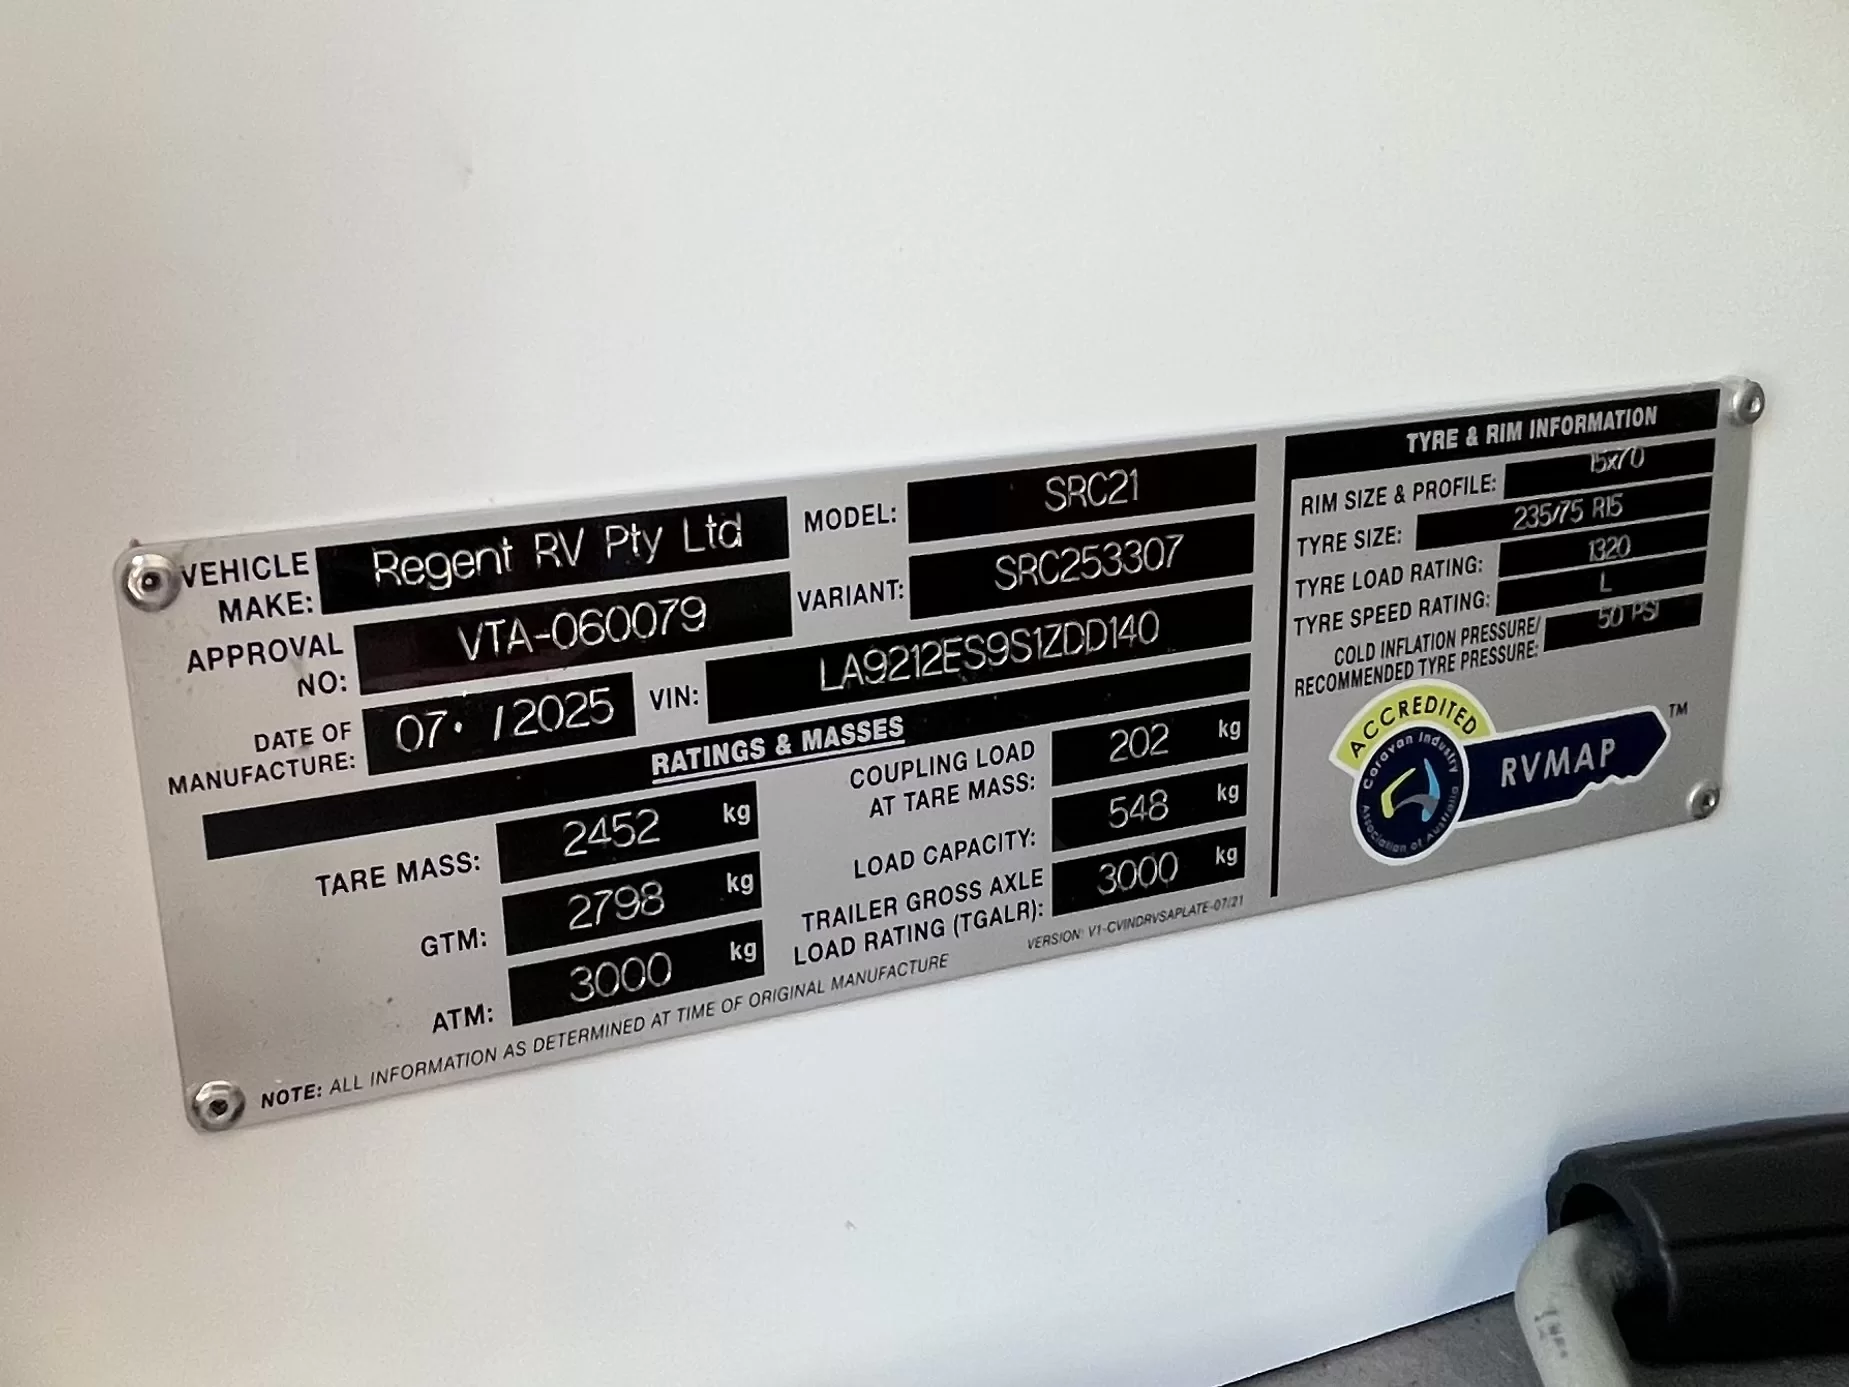 VEHICLE MAKE: Regent RV Pty Ltd
MODEL: SRC21
APPROVAL NO: VTA-060079
VARIANT: SRC253307
DATE OF MANUFACTURE: 07 · / 2025
VIN: LA9212ES9S1ZDD140
RATINGS & MASSES
TARE MASS: 2452 kg
GTM: 2798 kg
ATM: 3000 kg
COUPLING LOAD AT TARE MASS: 202 kg
LOAD CAPACITY: 548 kg
TRAILER GROSS AXLE LOAD RATING (TGALR): 3000 kg
NOTE: ALL INFORMATION AS DETERMINED AT TIME OF ORIGINAL MANUFACTURE
VERSION: V1-CVINDRVSAPLATE-07/21
TYRE & RIM INFORMATION
RIM SIZE & PROFILE: 15x70
TYRE SIZE: 235/75 R15
TYRE LOAD RATING: 1320
TYRE SPEED RATING: L
COLD INFLATION PRESSURE/
RECOMMENDED TYRE PRESSURE: 50 PSI
ACCREDITED
Caravan Industry Association of Australia
RVMAP TM